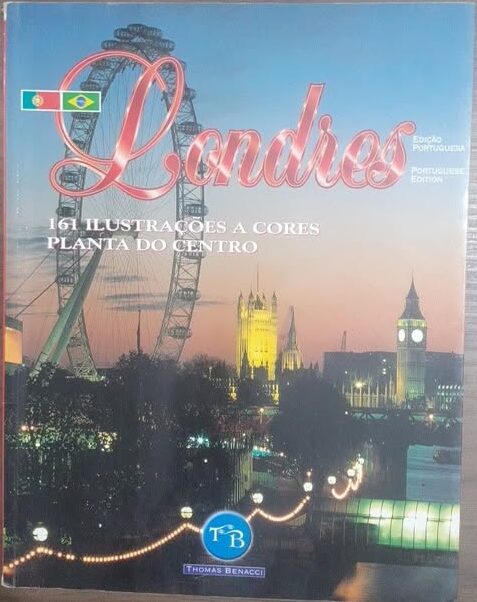 Londres
EDIÇÃO
PORTUGUESA
PORTUGUESE
EDITION
161 ILUSTRAÇÕES A CORES
PLANTA DO CENTRO
TB
THOMAS BENACCI